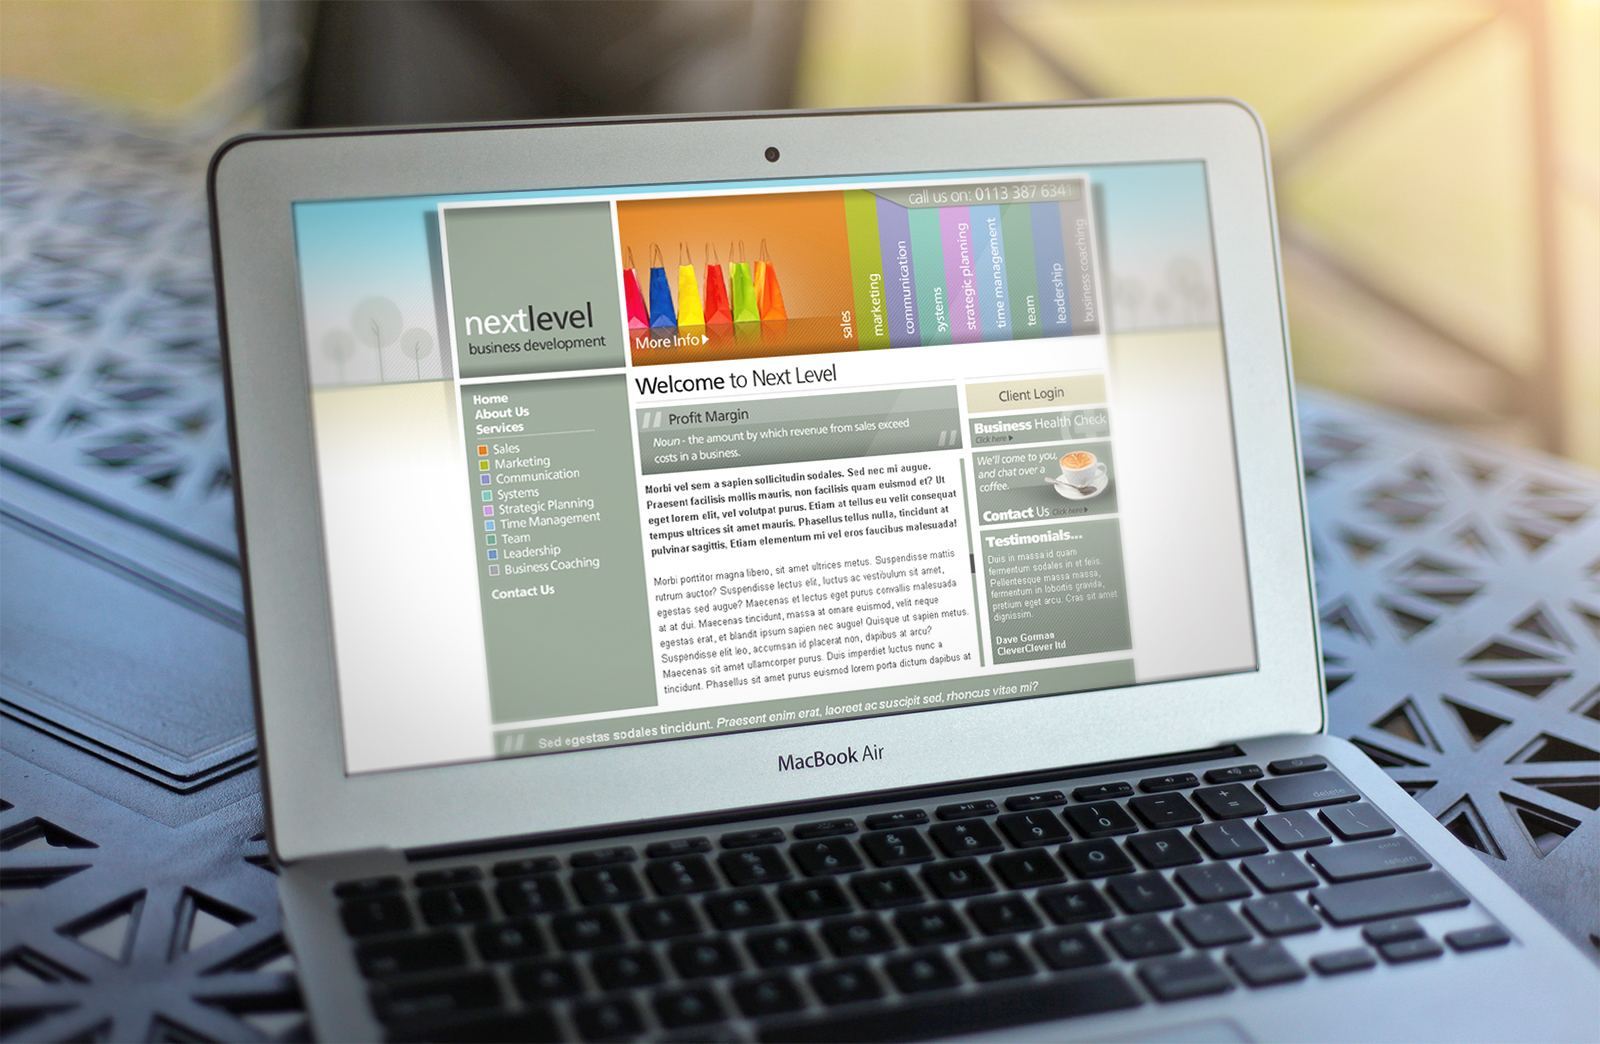 call us on: 0113 387 6341
nextlevel
business development
More Info
sales
marketing
communication
systems
strategic planning
time management
team
leadership
business coaching
Home
About Us
Services
Sales
Marketing
Communication
Systems
Strategic Planning
Time Management
Team
Leadership
Business Coaching
Contact Us
Welcome to Next Level
Profit Margin
Noun - the amount by which revenue from sales exceed
costs in a business.
Morbi vel sem a sapien sollicitudin sodales. Sed nec mi augue.
Praesent facilisis mollis mauris, non facilisis quam euismod et? Ut
eget lorem elit, vel volutpat purus. Etiam at tellus eu velit consequat
tempus ultrices sit amet mauris. Phasellus tellus nulla, tincidunt at
pulvinar sagittis. Etiam elementum mi vel eros faucibus malesuada!
Morbi porttitor magna libero, sit amet ultrices metus. Suspendisse mattis
rutrum auctor? Suspendisse lectus elit, luctus ac vestibulum sit amet,
egestas sed augue? Maecenas et lectus eget purus convallis malesuada
at at dui. Maecenas tincidunt, massa at ornare euismod, velit neque
egestas erat, et blandit ipsum sapien nec augue! Quisque ut sapien metus.
Suspendisse elit leo, accumsan id placerat non, dapibus at arcu?
Maecenas sit amet ullamcorper purus. Duis imperdiet luctus nunc a
tincidunt. Phasellus sit amet purus euismod lorem porta dictum dapibus at
Client Login
Business Health Check
Click here
We'll come to you,
and chat over a
coffee.
Contact Us Click here
Testimonials...
Duis in massa id quam
fermentum sodales in et felis.
Pellentesque massa massa,
fermentum in lobortis gravida,
pretium eget arcu. Cras sit amet
dignissim.
Dave Gorman
CleverClover ltd
Sed egestas sodales tincidunt. Praesent enim erat, laoreet ac suscipit sed, rhoncus vitae mi?
MacBook Air
delete
& 7
* 8
( 9
) 0
_ -
+ =
U
O
P
L
return